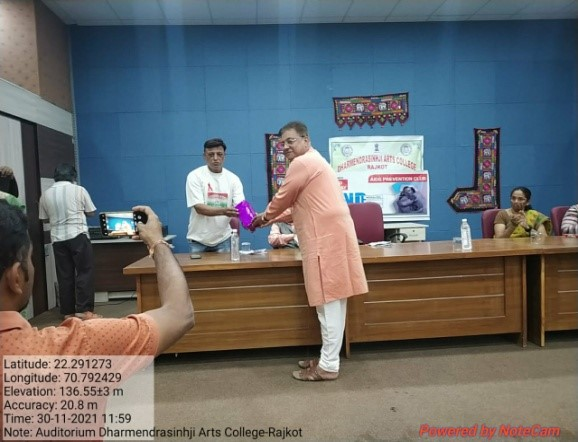 DHARMENDRASINHJI ARTS COLLEGE
RAJKOT
AIDS PREVENTION CLUB
Latitude: 22.291273
Longitude: 70.792429
Elevation: 136.55±3 m
Accuracy: 20.8 m
Time: 30-11-2021 11:59
Note: Auditorium Dharmendrasinhji Arts College-Rajkot
Powered by NoteCam